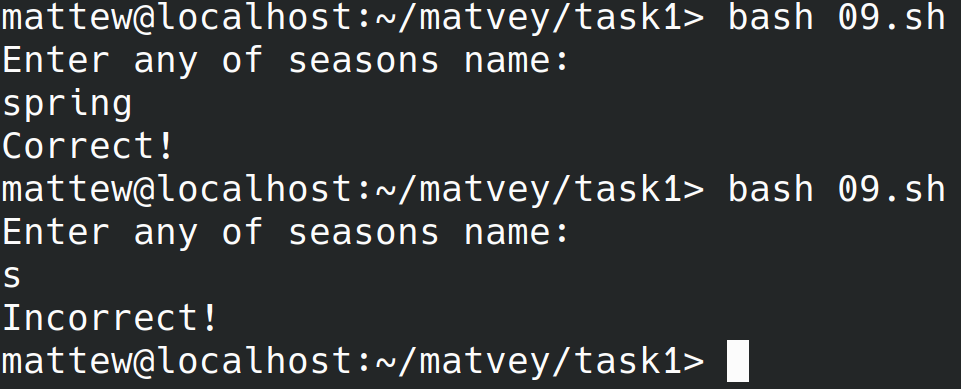 mattew@localhost:~/matvey/task1> bash 09.sh
Enter any of seasons name:
spring
Correct!
mattew@localhost:~/matvey/task1> bash 09.sh
Enter any of seasons name:
s
Incorrect!
mattew@localhost:~/matvey/task1>